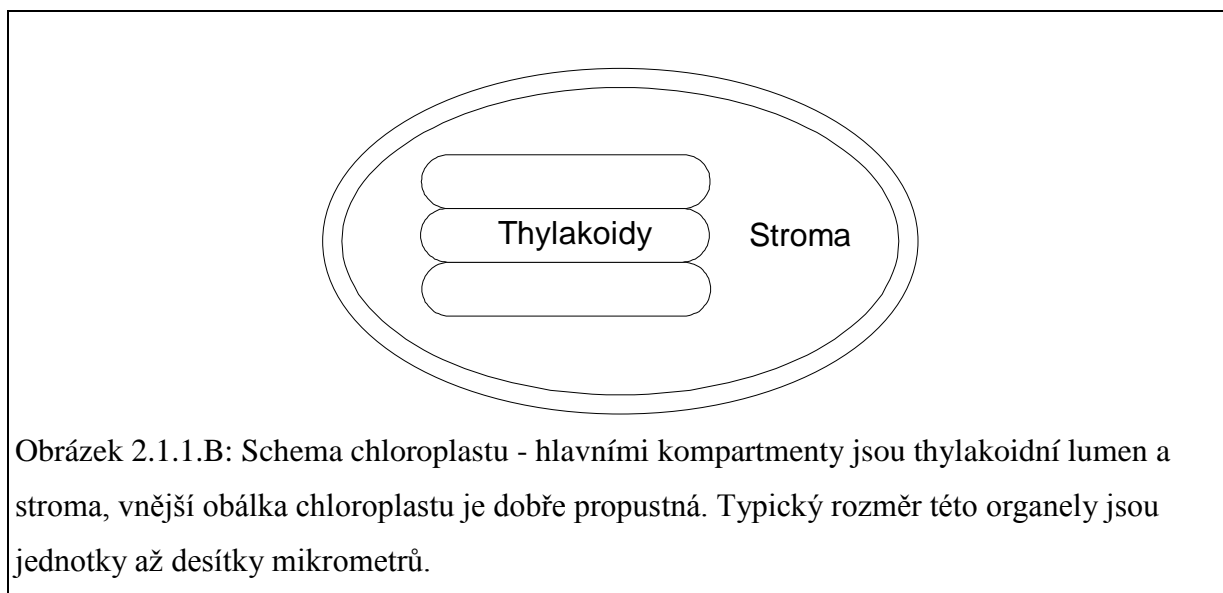 Thylakoidy Stroma
Obrázek 2.1.1.B: Schema chloroplastu - hlavními kompartmenty jsou thylakoidní lumen a
stroma, vnější obálka chloroplastu je dobře propustná. Typický rozměr této organely jsou
jednotky až desítky mikrometrů.